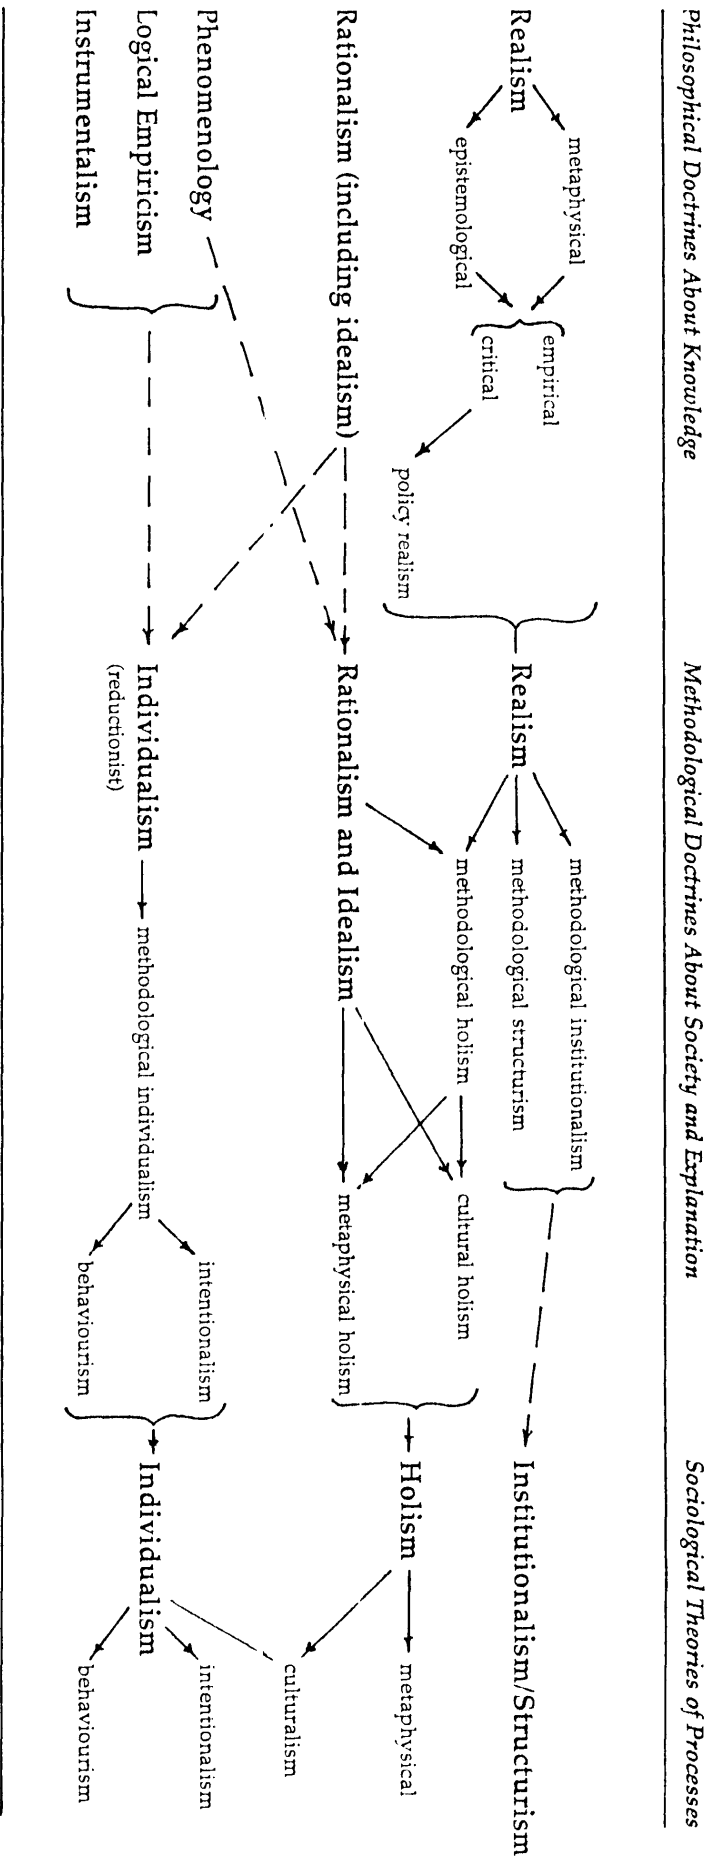 Philosophical Doctrines About Knowledge
Methodological Doctrines About Society and Explanation
Sociological Theories of Processes
Realism
metaphysical
epistemological
empirical
critical
policy realism
Realism
methodological institutionalism
methodological structurism
methodological holism
cultural holism
metaphysical holism
Institutionalism/Structurism
Rationalism (including idealism)
Rationalism and Idealism
Holism
metaphysical
culturalism
Phenomenology
Logical Empiricism
Instrumentalism
Individualism
(reductionist)
methodological individualism
intentionalism
behaviourism
Individualism
intentionalism
behaviourism